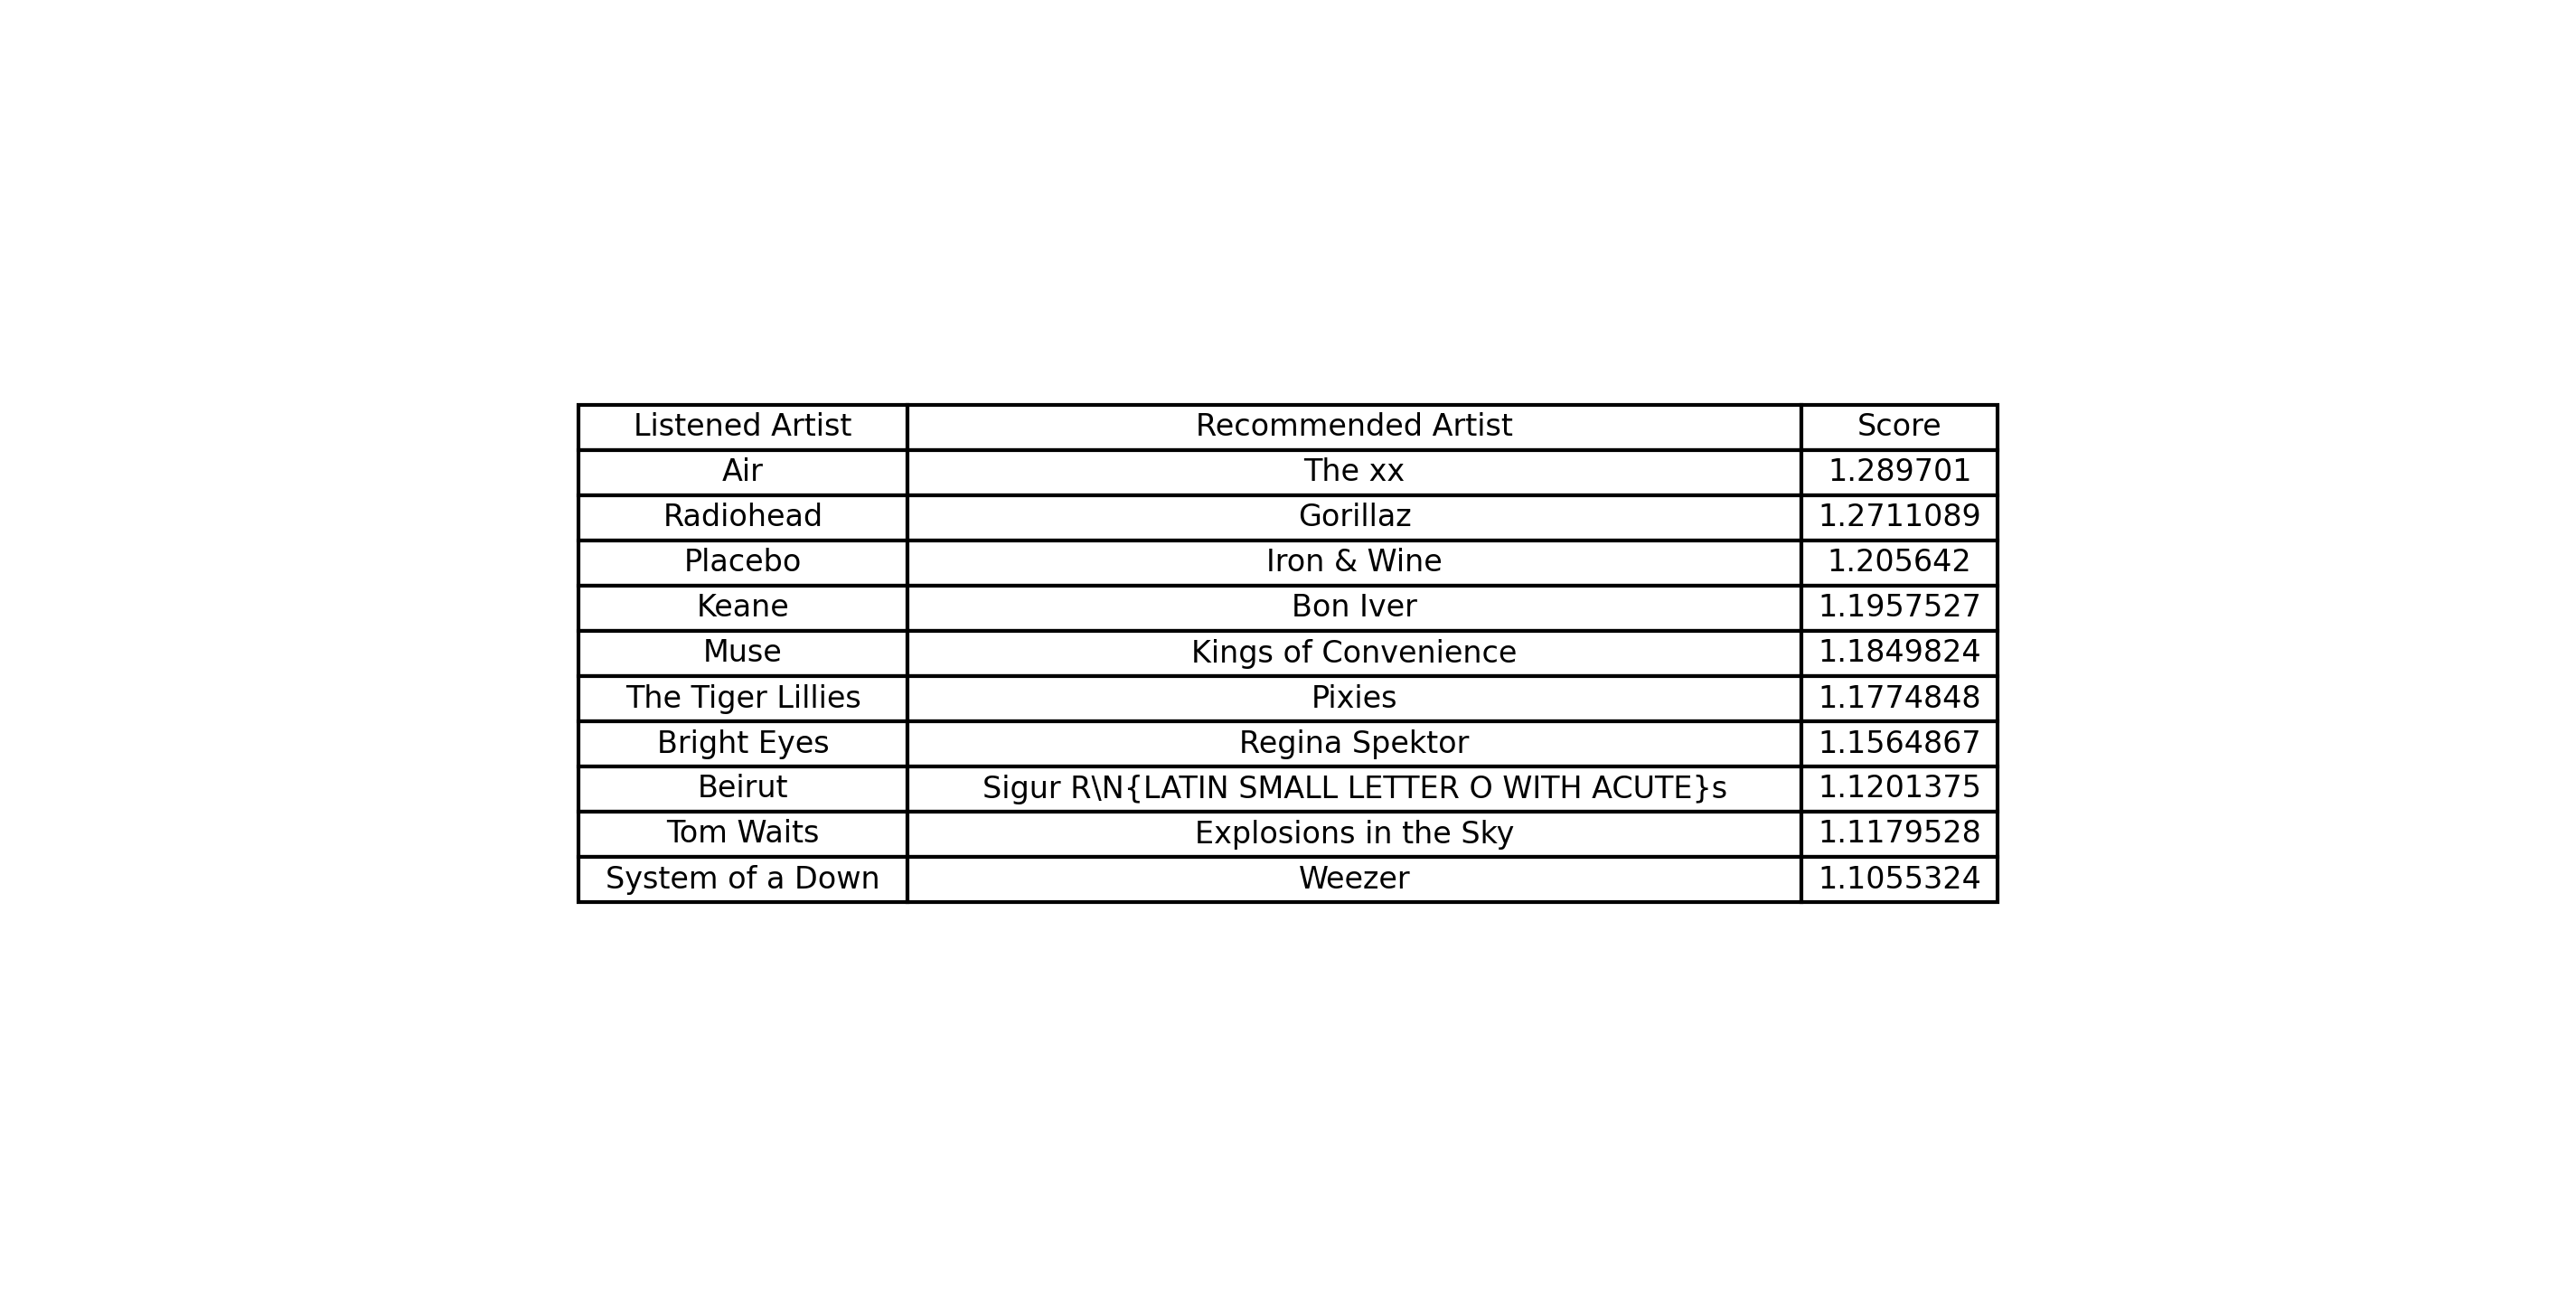 Listened Artist Recommended Artist Score
Air The xx 1.289701
Radiohead Gorillaz 1.2711089
Placebo Iron & Wine 1.205642
Keane Bon Iver 1.1957527
Muse Kings of Convenience 1.1849824
The Tiger Lillies Pixies 1.1774848
Bright Eyes Regina Spektor 1.1564867
Beirut Sigur R\N{LATIN SMALL LETTER O WITH ACUTE}s 1.1201375
Tom Waits Explosions in the Sky 1.1179528
System of a Down Weezer 1.1055324